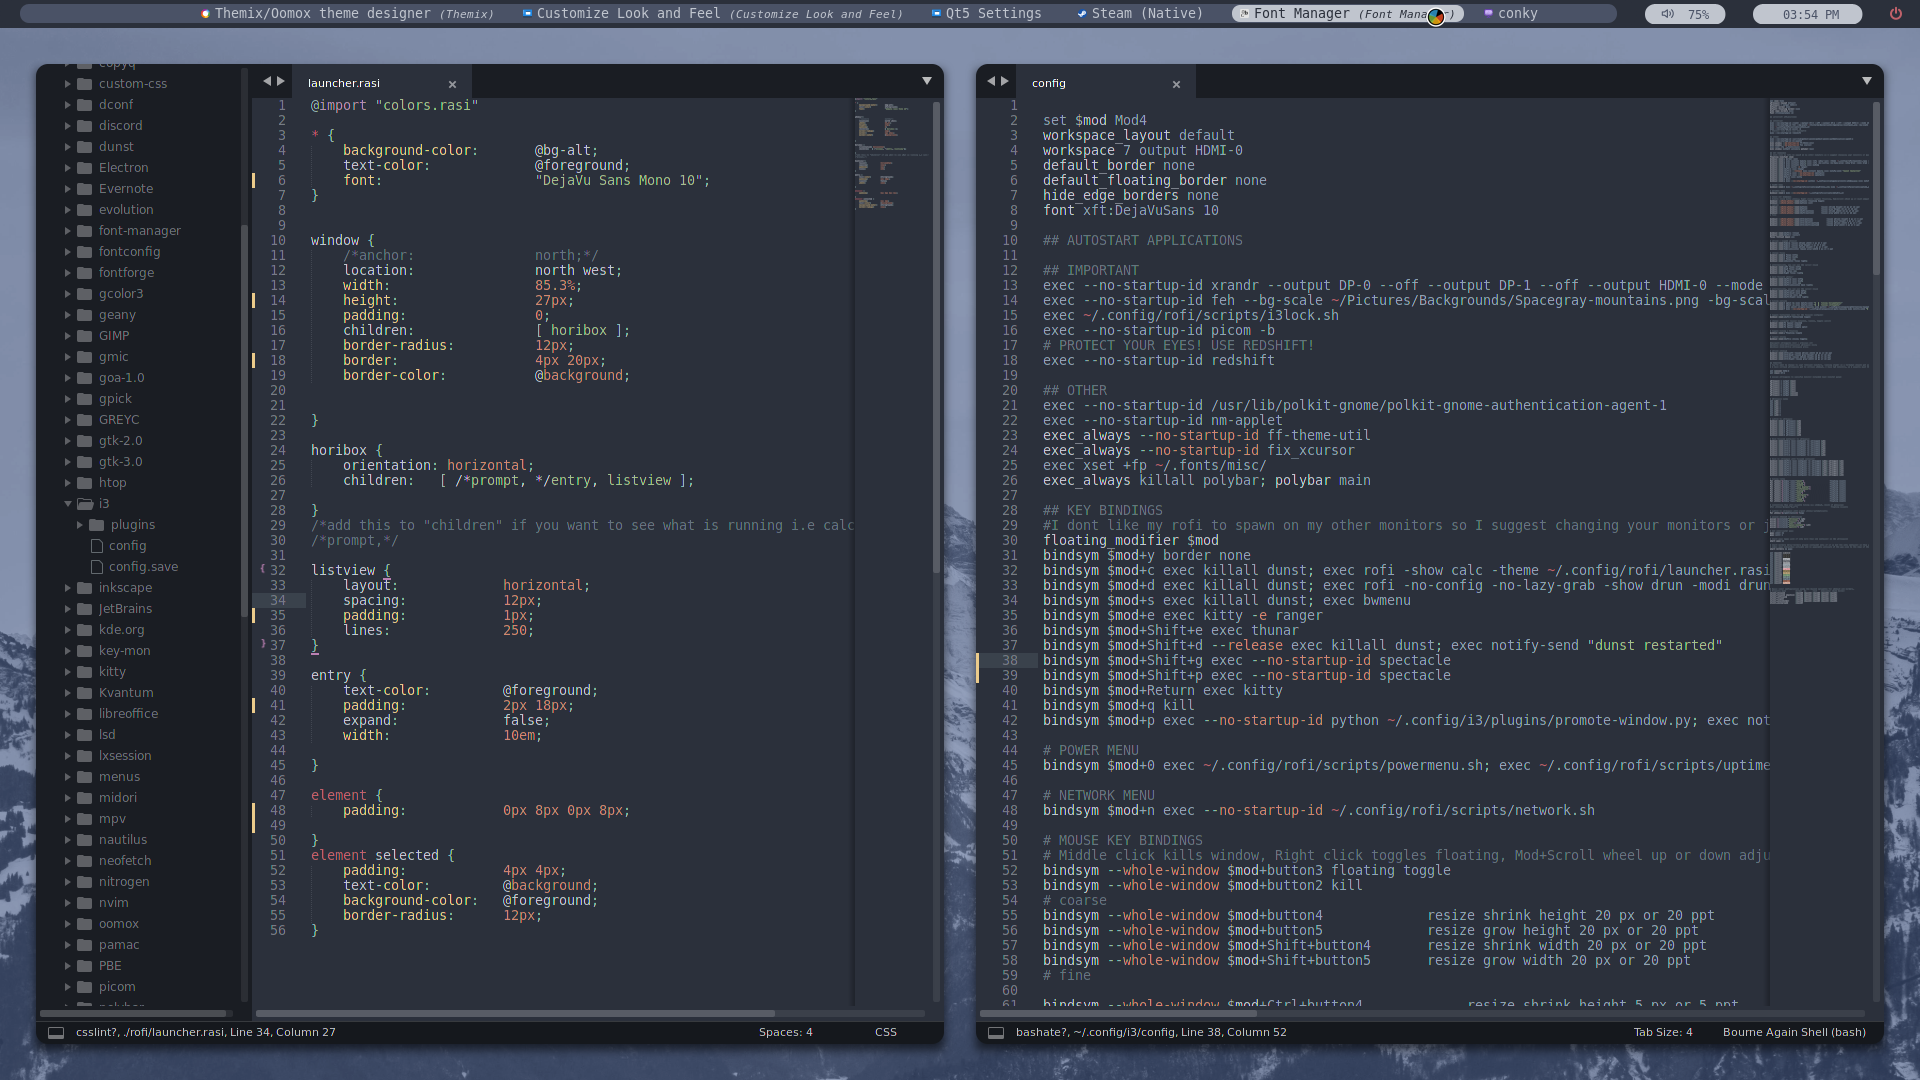 Themix/Oomox theme designer (Themix)
Customize Look and Feel (Customize Look and Feel)
Qt5 Settings
Steam (Native)
Font Manager (Font Manager)
conky
75%
03:54 PM
copyq
custom-css
dconf
discord
dunst
Electron
Evernote
evolution
font-manager
fontconfig
fontforge
gcolor3
geany
GIMP
gmic
goa-1.0
gpick
GREYC
gtk-2.0
gtk-3.0
htop
i3
plugins
config
config.save
inkscape
JetBrains
kde.org
key-mon
kitty
Kvantum
libreoffice
lsd
lxsession
menus
midori
mpv
nautilus
neofetch
nitrogen
nvim
oomox
pamac
PBE
picom
polybar
launcher.rasi
1 @import "colors.rasi"
2
3 * {
4 background-color: @bg-alt;
5 text-color: @foreground;
6 font: "DejaVu Sans Mono 10";
7 }
8
9
10 window {
11 /*anchor: north;*/
12 location: north west;
13 width: 85.3%;
14 height: 27px;
15 padding: 0;
16 children: [ horibox ];
17 border-radius: 12px;
18 border: 4px 20px;
19 border-color: @background;
20
21
22 }
23
24 horibox {
25 orientation: horizontal;
26 children: [ /*prompt, */entry, listview ];
27
28 }
29 /*add this to "children" if you want to see what is running i.e calc
30 /*prompt,*/
31
32 listview {
33 layout: horizontal;
34 spacing: 12px;
35 padding: 1px;
36 lines: 250;
37 }
38
39 entry {
40 text-color: @foreground;
41 padding: 2px 18px;
42 expand: false;
43 width: 10em;
44
45 }
46
47 element {
48 padding: 0px 8px 0px 8px;
49
50 }
51 element selected {
52 padding: 4px 4px;
53 text-color: @background;
54 background-color: @foreground;
55 border-radius: 12px;
56 }
csslint?, ./rofi/launcher.rasi, Line 34, Column 27
Spaces: 4
CSS
config
1
2 set $mod Mod4
3 workspace_layout default
4 workspace 7 output HDMI-0
5 default_border none
6 default_floating_border none
7 hide_edge_borders none
8 font xft:DejaVuSans 10
9
10 ## AUTOSTART APPLICATIONS
11
12 ## IMPORTANT
13 exec --no-startup-id xrandr --output DP-0 --off --output DP-1 --off --output HDMI-0 --mode
14 exec --no-startup-id feh --bg-scale ~/Pictures/Backgrounds/Spacegray-mountains.png -bg-scal
15 exec ~/.config/rofi/scripts/i3lock.sh
16 exec --no-startup-id picom -b
17 # PROTECT YOUR EYES! USE REDSHIFT!
18 exec --no-startup-id redshift
19
20 ## OTHER
21 exec --no-startup-id /usr/lib/polkit-gnome/polkit-gnome-authentication-agent-1
22 exec --no-startup-id nm-applet
23 exec_always --no-startup-id ff-theme-util
24 exec_always --no-startup-id fix_xcursor
25 exec xset +fp ~/.fonts/misc/
26 exec_always killall polybar; polybar main
27
28 ## KEY BINDINGS
29 #I dont like my rofi to spawn on my other monitors so I suggest changing your monitors or
30 floating_modifier $mod
31 bindsym $mod+y border none
32 bindsym $mod+c exec killall dunst; exec rofi -show calc -theme ~/.config/rofi/launcher.rasi
33 bindsym $mod+d exec killall dunst; exec rofi -no-config -no-lazy-grab -show drun -modi drun
34 bindsym $mod+s exec killall dunst; exec bwmenu
35 bindsym $mod+e exec kitty -e ranger
36 bindsym $mod+Shift+e exec thunar
37 bindsym $mod+Shift+d --release exec killall dunst; exec notify-send "dunst restarted"
38 bindsym $mod+Shift+g exec --no-startup-id spectacle
39 bindsym $mod+Shift+p exec --no-startup-id spectacle
40 bindsym $mod+Return exec kitty
41 bindsym $mod+q kill
42 bindsym $mod+p exec --no-startup-id python ~/.config/i3/plugins/promote-window.py; exec not
43
44 # POWER MENU
45 bindsym $mod+0 exec ~/.config/rofi/scripts/powermenu.sh; exec ~/.config/rofi/scripts/uptime
46
47 # NETWORK MENU
48 bindsym $mod+n exec --no-startup-id ~/.config/rofi/scripts/network.sh
49
50 # MOUSE KEY BINDINGS
51 # Middle click kills window, Right click toggles floating, Mod+Scroll wheel up or down adju
52 bindsym --whole-window $mod+button3 floating toggle
53 bindsym --whole-window $mod+button2 kill
54 # coarse
55 bindsym --whole-window $mod+button4 resize shrink height 20 px or 20 ppt
56 bindsym --whole-window $mod+button5 resize grow height 20 px or 20 ppt
57 bindsym --whole-window $mod+Shift+button4 resize shrink width 20 px or 20 ppt
58 bindsym --whole-window $mod+Shift+button5 resize grow width 20 px or 20 ppt
59 # fine
60
61 bindsym --whole-window $mod+Ctrl+button4 resize shrink height 5 px or 5 ppt
bashate?, ~/.config/i3/config, Line 38, Column 52
Tab Size: 4
Bourne Again Shell (bash)